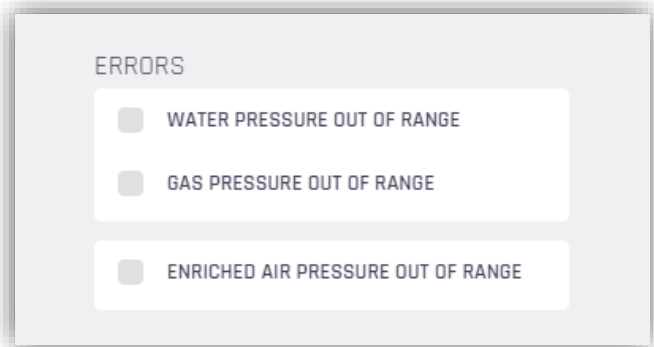 ERRORS
WATER PRESSURE OUT OF RANGE
GAS PRESSURE OUT OF RANGE
ENRICHED AIR PRESSURE OUT OF RANGE